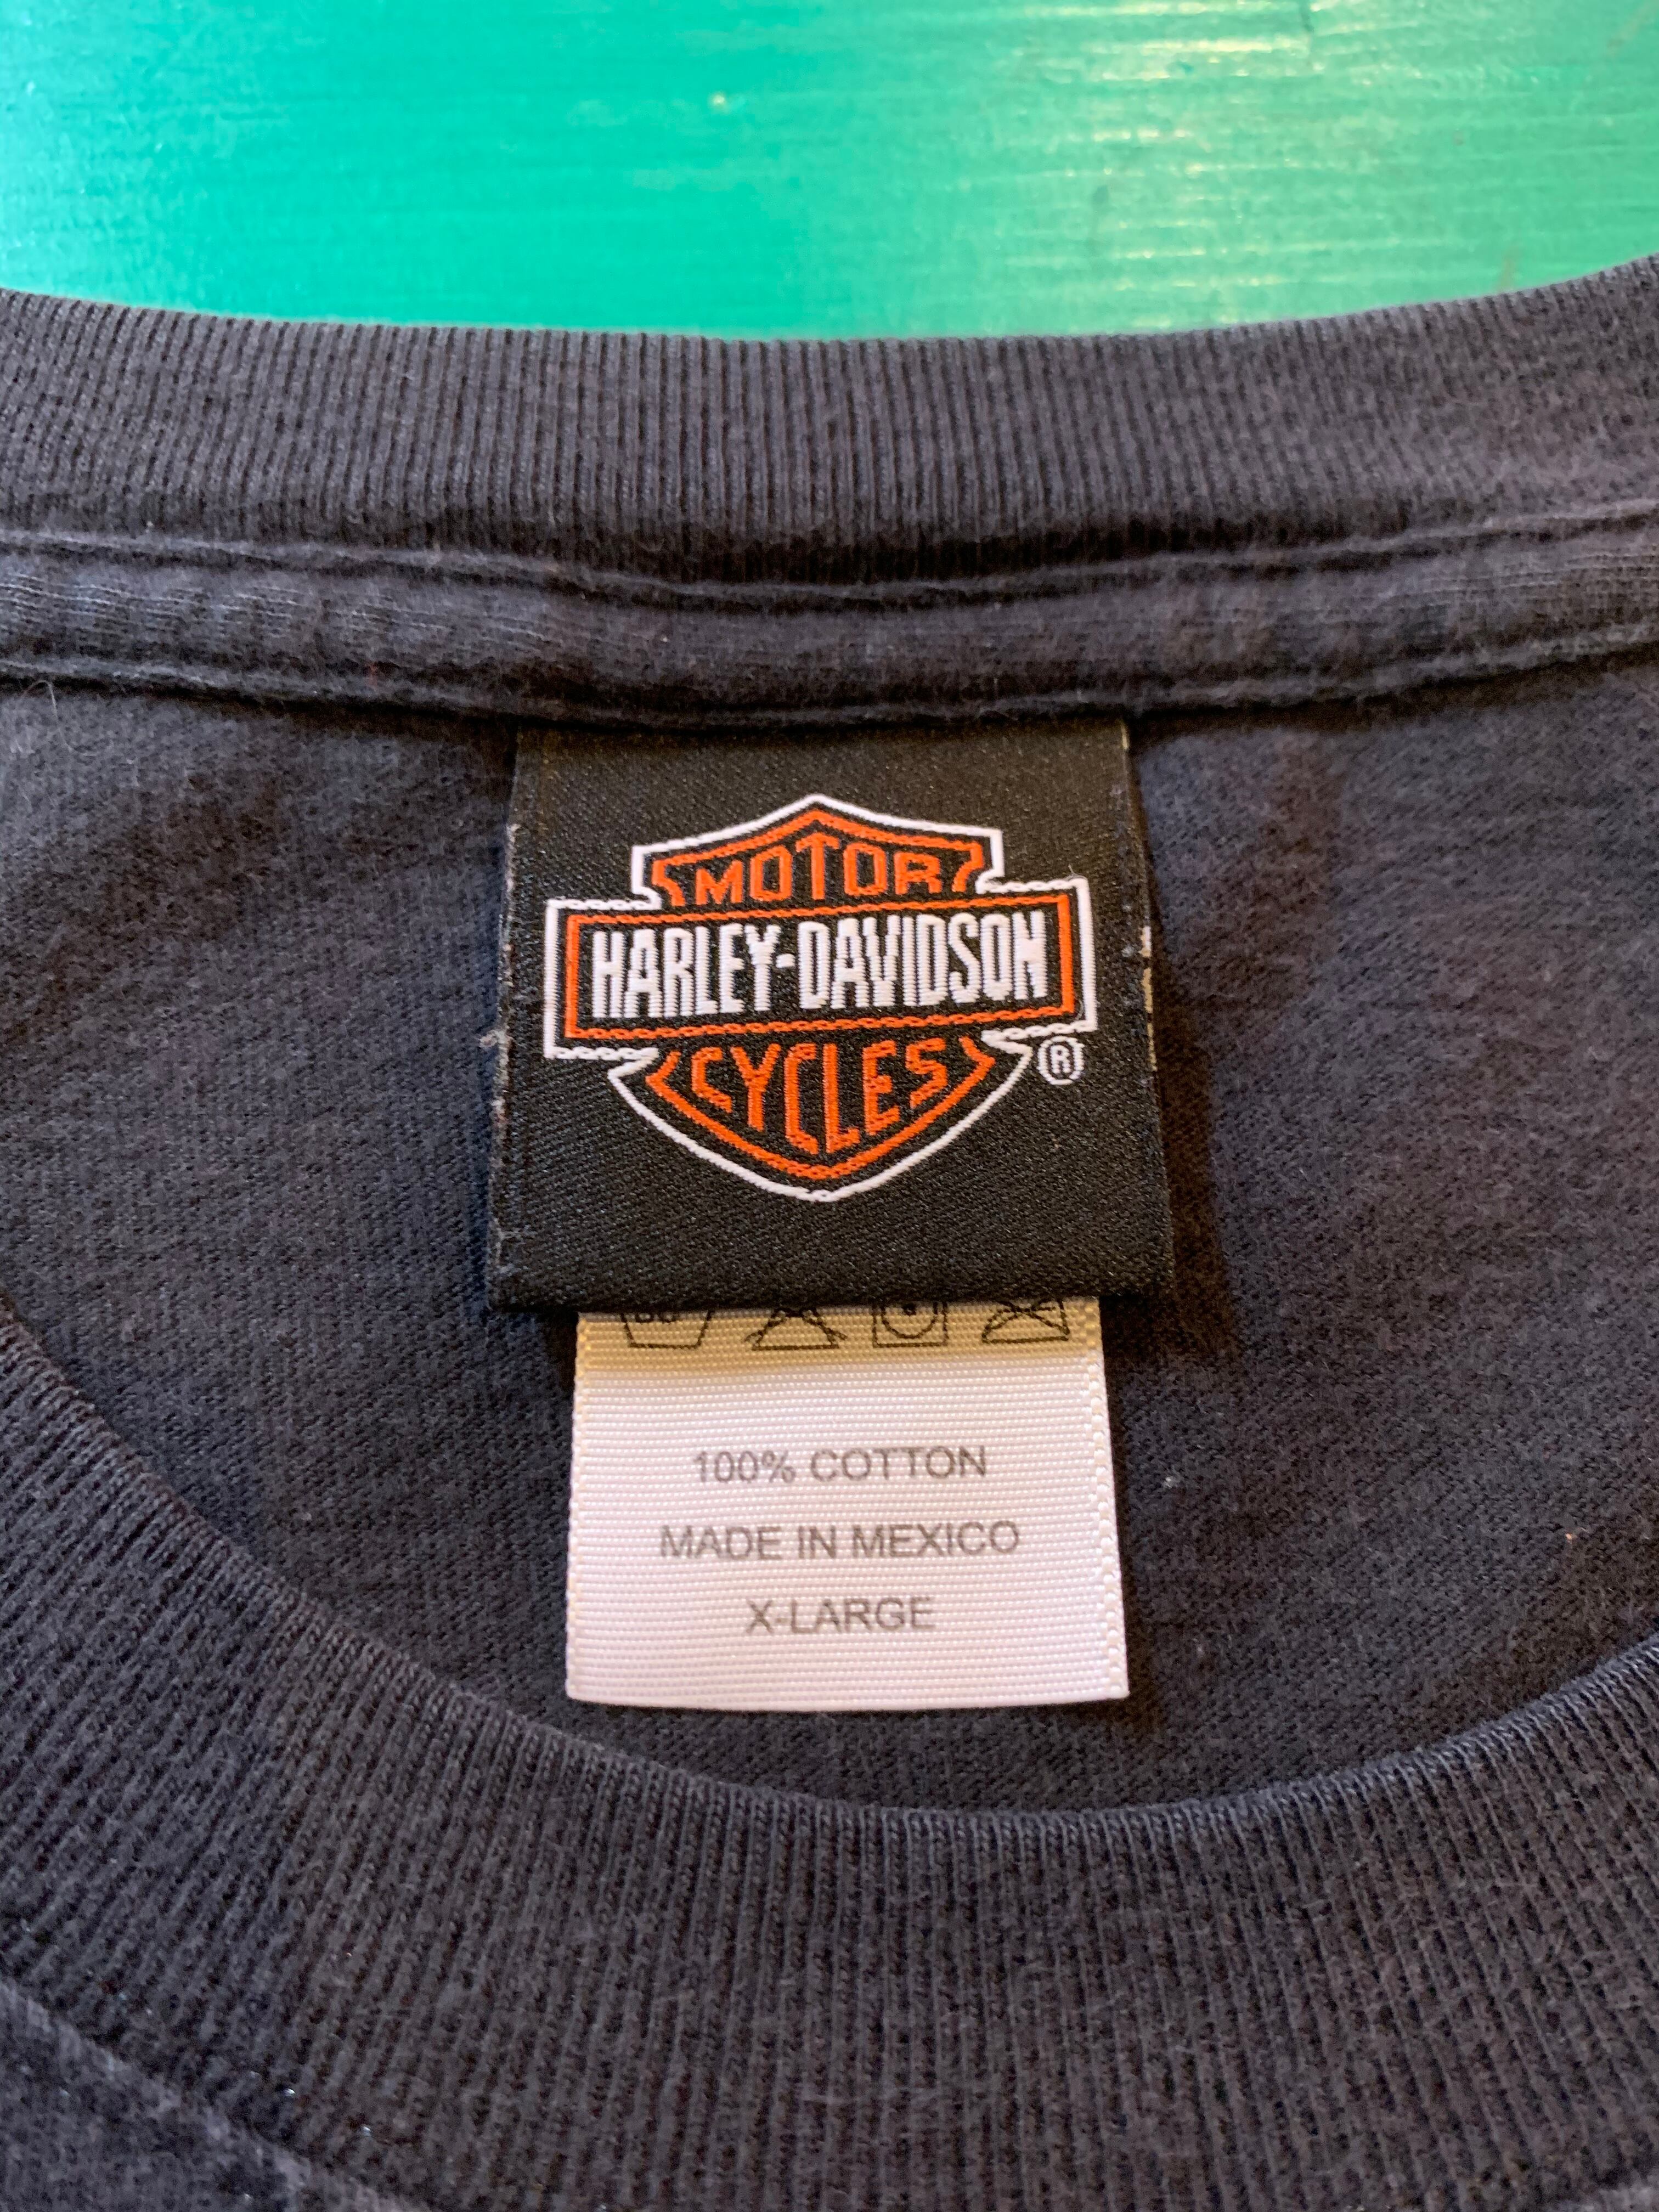 MOTOR
HARLEY-DAVIDSON
CYCLES
®
100% COTTON
MADE IN MEXICO
X-LARGE